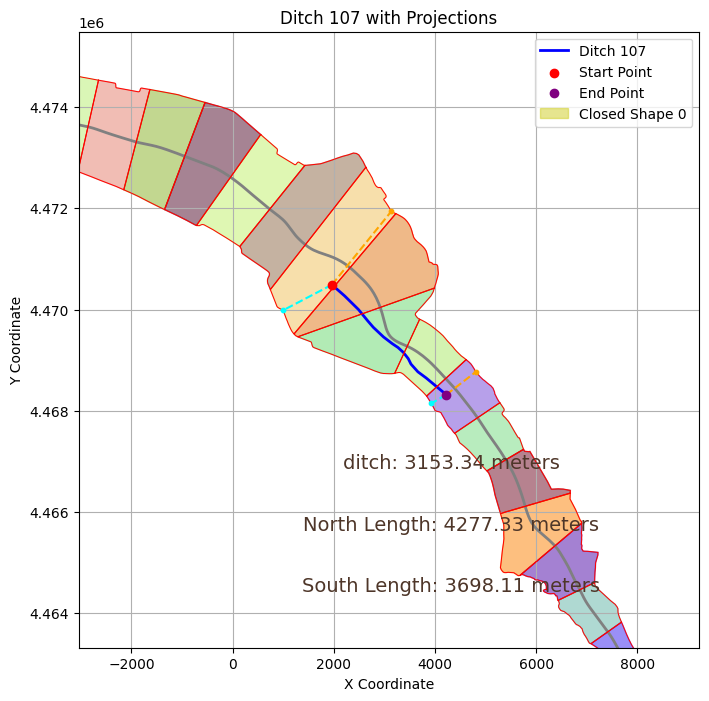 Ditch 107 with Projections
1e6
Ditch 107
Start Point
End Point
Closed Shape 0
4.474
4.472
4.470
4.468
4.466
4.464
Y Coordinate
ditch: 3153.34 meters
North Length: 4277.33 meters
South Length: 3698.11 meters
−2000
0
2000
4000
6000
8000
X Coordinate